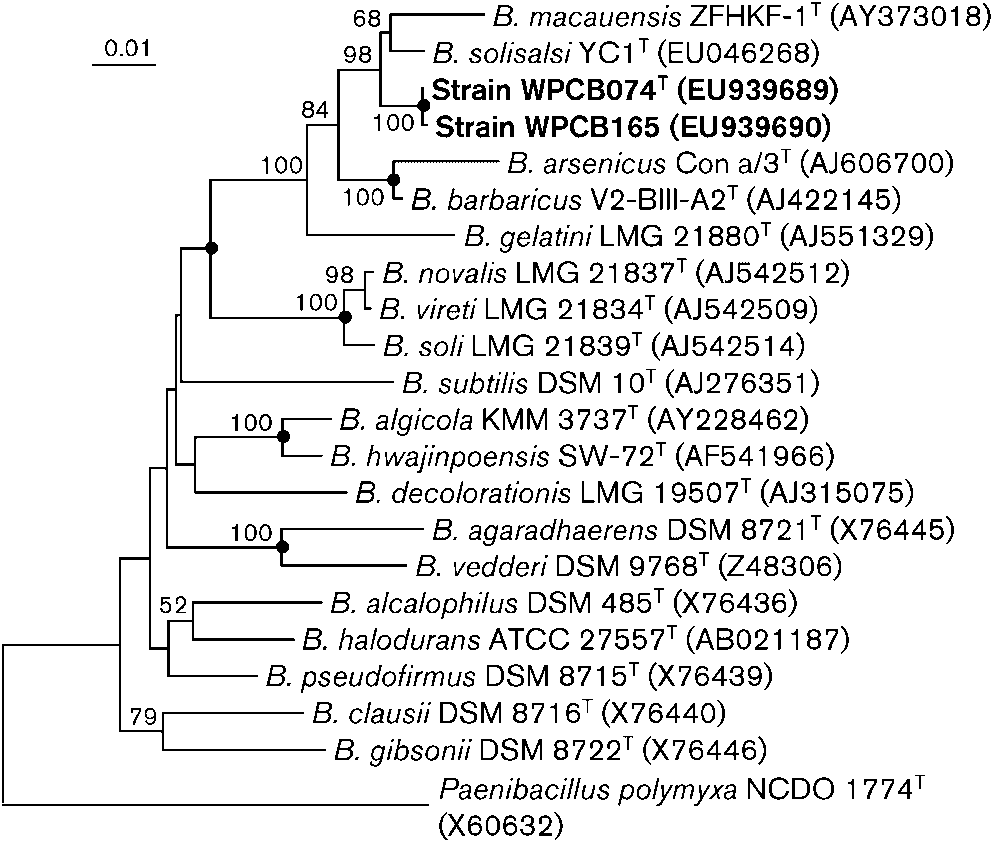 0.01
68
B. macauensis ZFHKF-1ᵀ (AY373018)
98
B. solisalsi YC1ᵀ (EU046268)
Strain WPCB074ᵀ (EU939689)
84
100
Strain WPCB165 (EU939690)
100
B. arsenicus Con a/3ᵀ (AJ606700)
100
B. barbaricus V2-BIII-A2ᵀ (AJ422145)
B. gelatini LMG 21880ᵀ (AJ551329)
98
B. novalis LMG 21837ᵀ (AJ542512)
100
B. vireti LMG 21834ᵀ (AJ542509)
B. soli LMG 21839ᵀ (AJ542514)
B. subtilis DSM 10ᵀ (AJ276351)
100
B. algicola KMM 3737ᵀ (AY228462)
B. hwajinpoensis SW-72ᵀ (AF541966)
B. decolorationis LMG 19507ᵀ (AJ315075)
100
B. agaradhaerens DSM 8721ᵀ (X76445)
B. vedderi DSM 9768ᵀ (Z48306)
52
B. alcalophilus DSM 485ᵀ (X76436)
B. halodurans ATCC 27557ᵀ (AB021187)
B. pseudofirmus DSM 8715ᵀ (X76439)
79
B. clausii DSM 8716ᵀ (X76440)
B. gibsonii DSM 8722ᵀ (X76446)
Paenibacillus polymyxa NCDO 1774ᵀ
(X60632)